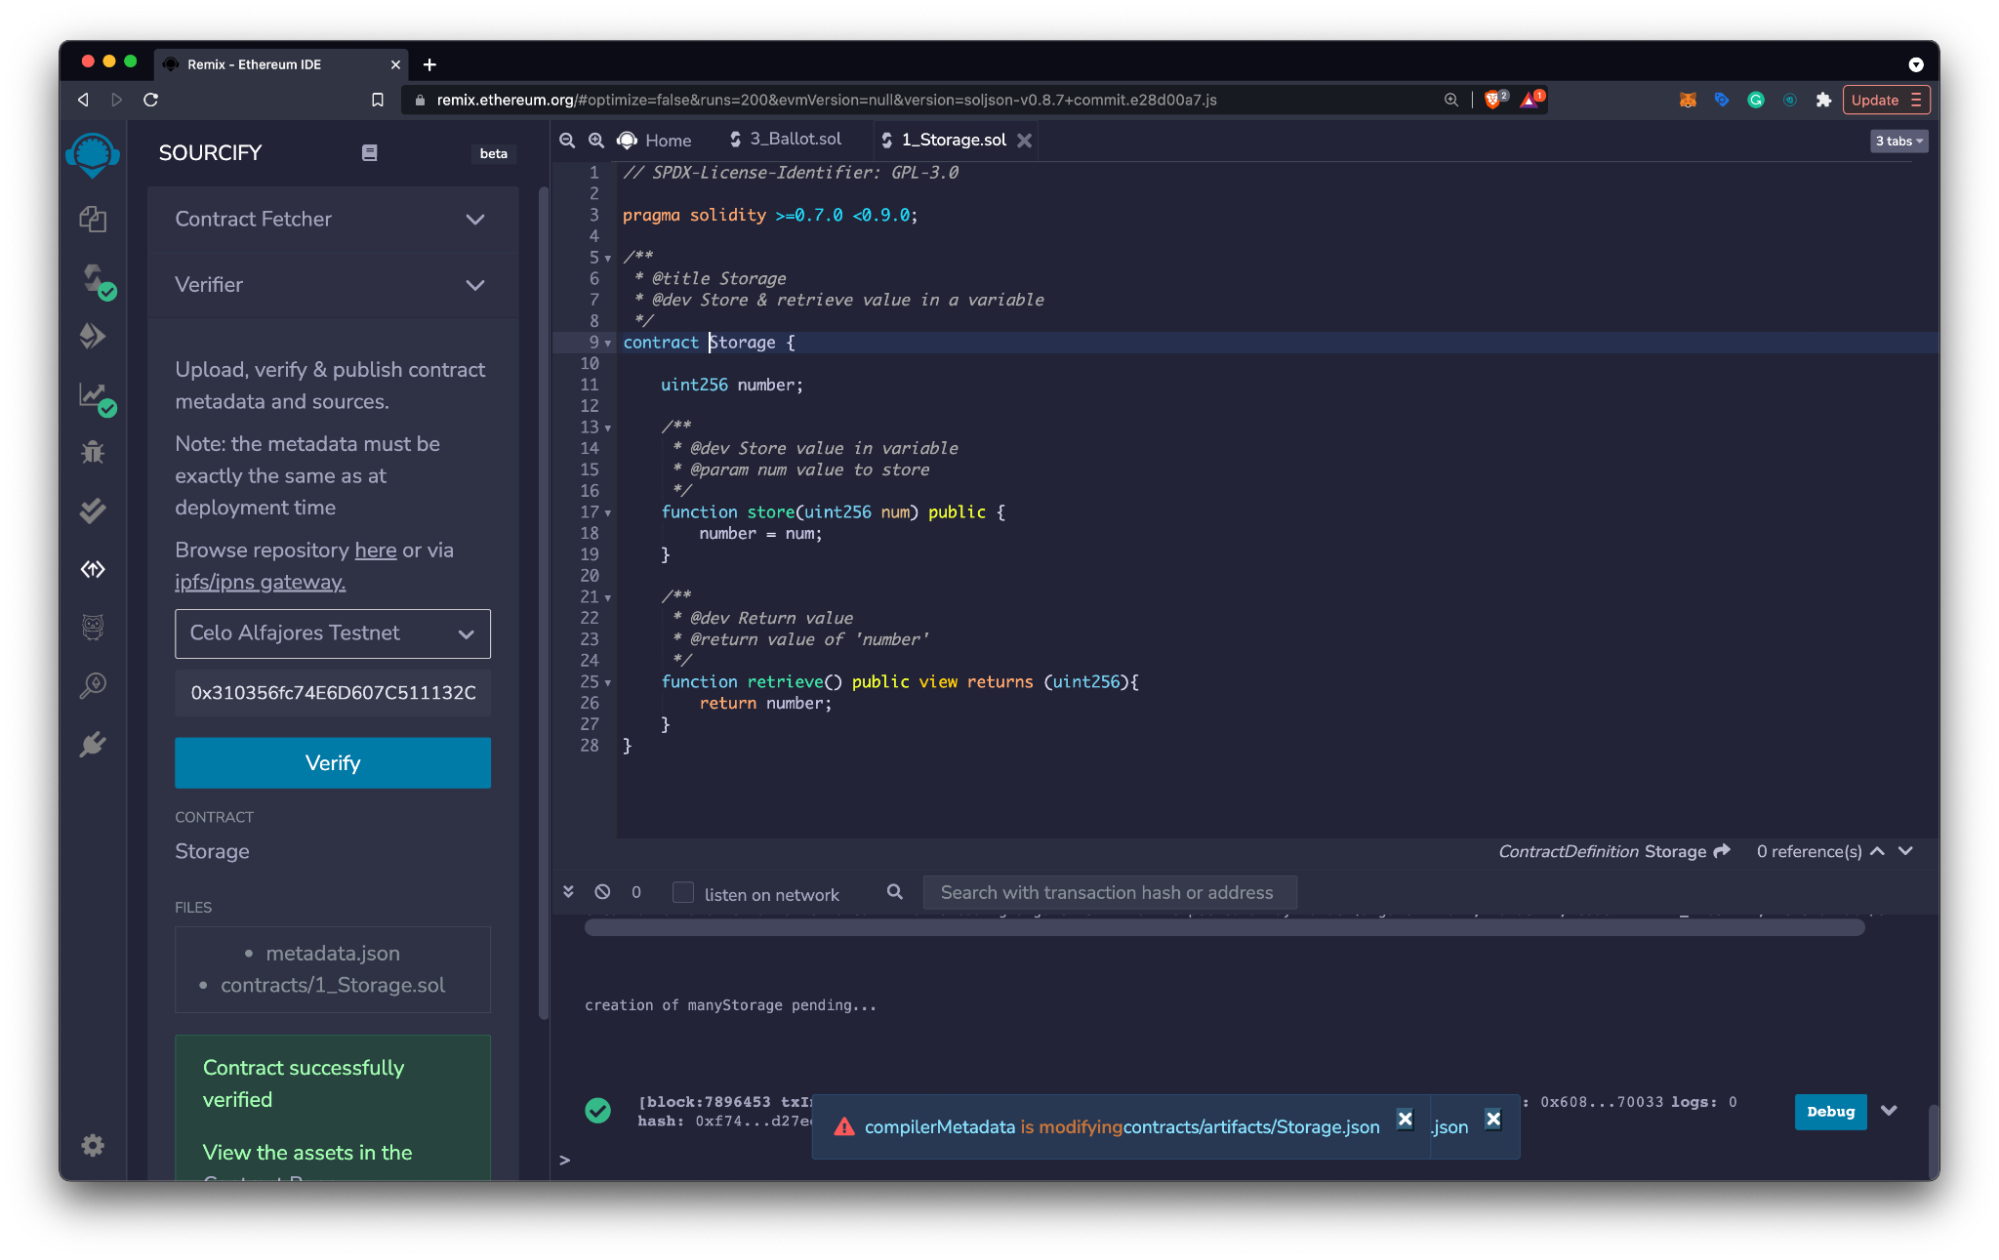 Remix - Ethereum IDE
remix.ethereum.org/#optimize=false&runs=200&evmVersion=null&version=soljson-v0.8.7+commit.e28d00a7.js
2
1
Update
SOURCIFY
beta
Contract Fetcher
Verifier
Upload, verify & publish contract
metadata and sources.
Note: the metadata must be
exactly the same as at
deployment time
Browse repository here or via
ipfs/ipns gateway.
Celo Alfajores Testnet
0x310356fc74E6D607C511132C
Verify
CONTRACT
Storage
FILES
metadata.json
contracts/1_Storage.sol
Contract successfully
verified
View the assets in the
Home
3_Ballot.sol
1_Storage.sol
3 tabs
1 // SPDX-License-Identifier: GPL-3.0
2
3 pragma solidity >=0.7.0 <0.9.0;
4
5 /**
6 * @title Storage
7 * @dev Store & retrieve value in a variable
8 */
9 contract Storage {
10
11 uint256 number;
12
13 /**
14 * @dev Store value in variable
15 * @param num value to store
16 */
17 function store(uint256 num) public {
18 number = num;
19 }
20
21 /**
22 * @dev Return value
23 * @return value of 'number'
24 */
25 function retrieve() public view returns (uint256){
26 return number;
27 }
28 }
ContractDefinition Storage 0 reference(s)
0 listen on network Search with transaction hash or address
creation of manyStorage pending...
[block:7896453 : 0x608...70033 logs: 0
hash: 0xf74...d27e
compilerMetadata is modifyingcontracts/artifacts/Storage.json
.json
Debug
>